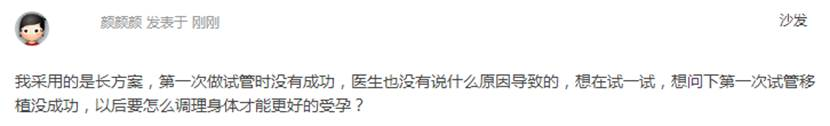 颜颜颜 发表于 刚刚
沙发
我采用的是长方案，第一次做试管时没有成功，医生也没有说什么原因导致的，想在试一试，想问下第一次试管移
植没成功，以后要怎么调理身体才能更好的受孕？